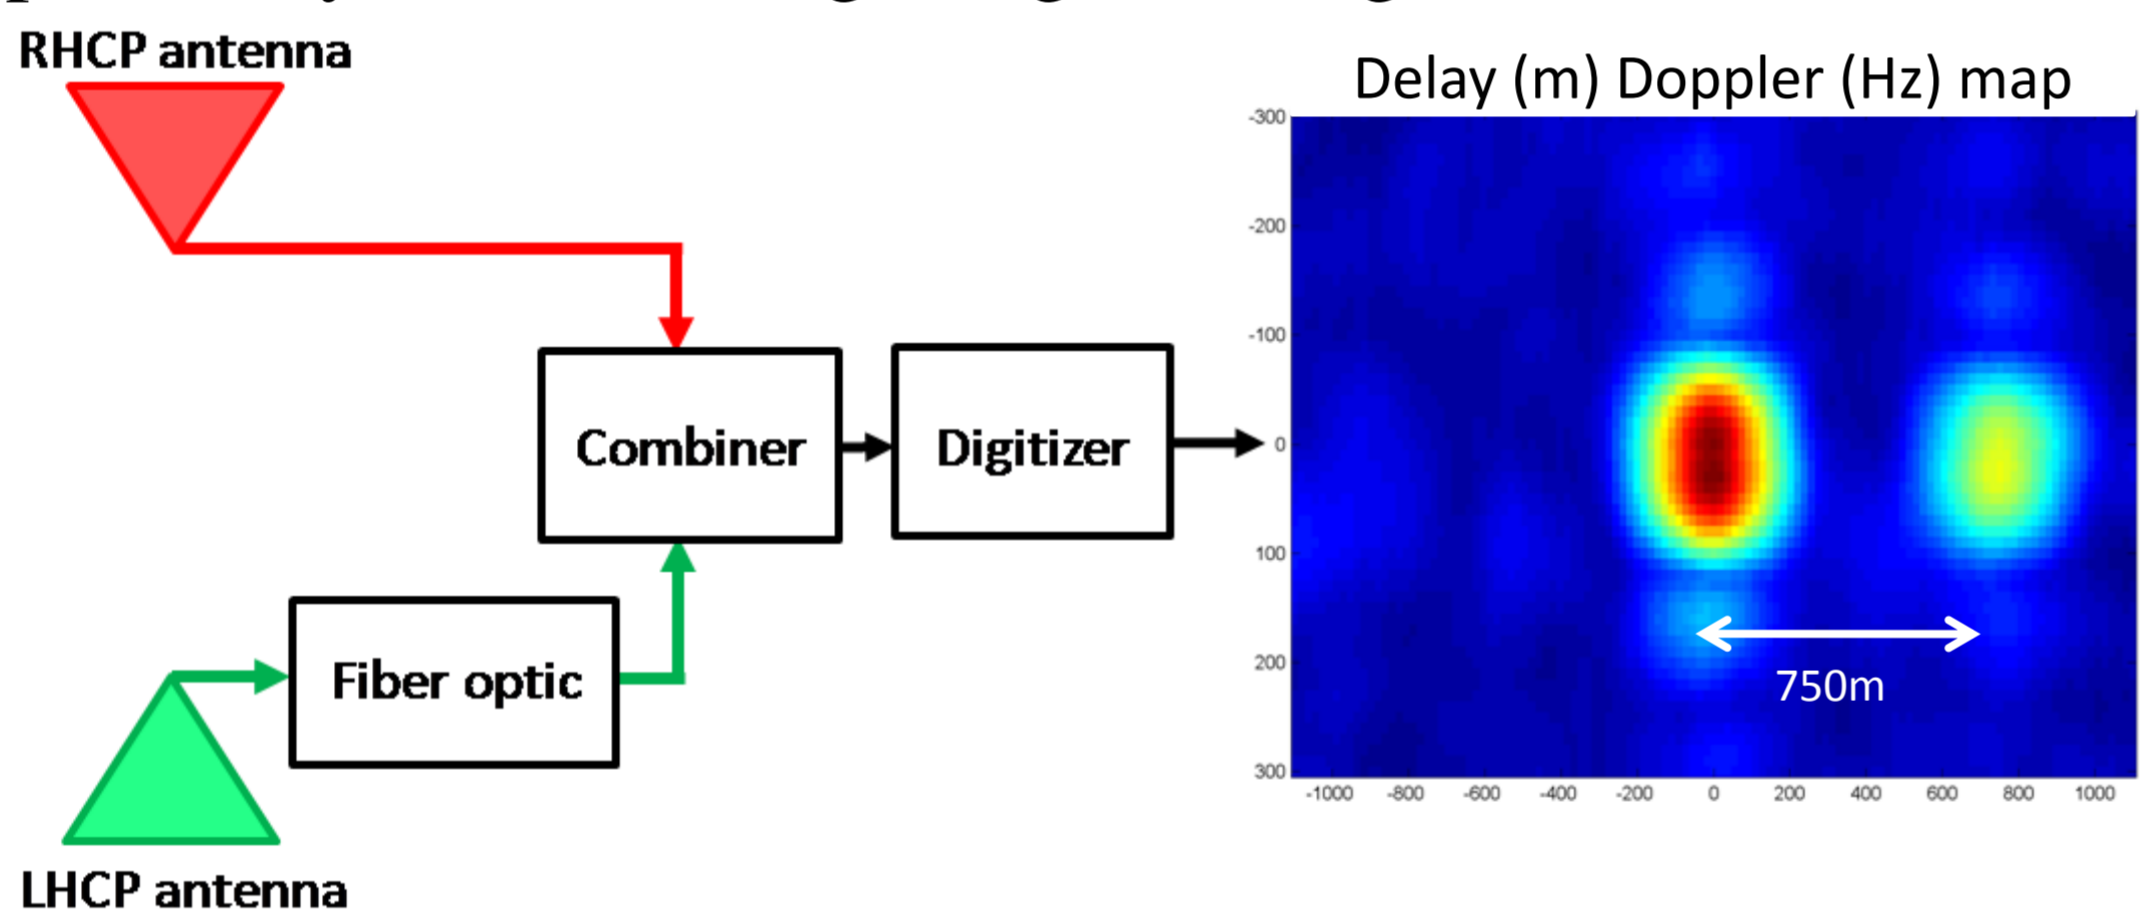 RHCP antenna
Delay (m) Doppler (Hz) map
Combiner
Digitizer
Fiber optic
LHCP antenna
-300
-200
-100
0
100
200
300
750m
-1000 -800 -600 -400 -200 0 200 400 600 800 1000